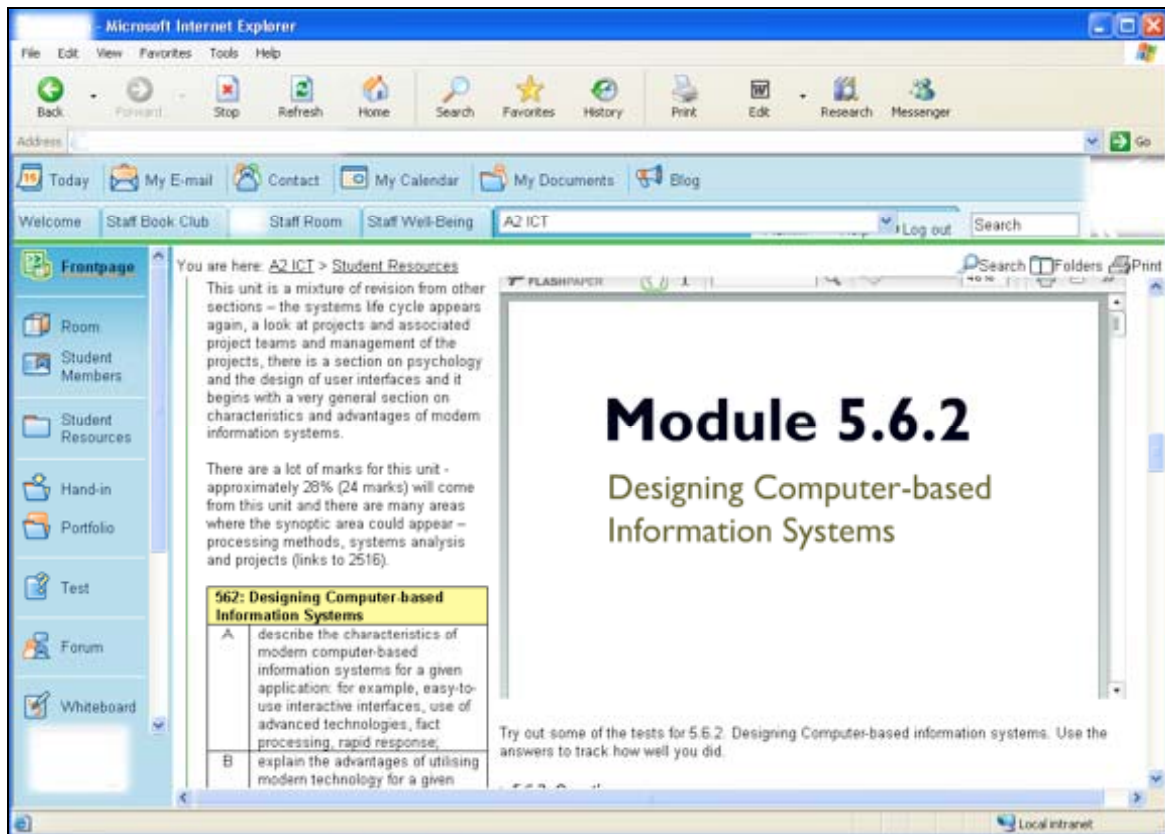 - Microsoft Internet Explorer
File Edit View Favorites Tools Help
Back Forward Stop Refresh Home Search Favorites History Print Edit Research Messenger
Address Go
Today My E-mail Contact My Calendar My Documents Blog
Welcome Staff Book Club Staff Room Staff Well-Being A2 ICT Log out Search
Frontpage
Room
Student
Members
Student
Resources
Hand-in
Portfolio
Test
Forum
Whiteboard
You are here: A2 ICT > Student Resources
Search Folders Print
This unit is a mixture of revision from other
sections – the systems life cycle appears
again, a look at projects and associated
project teams and management of the
projects, there is a section on psychology
and the design of user interfaces and it
begins with a very general section on
characteristics and advantages of modern
information systems.
There are a lot of marks for this unit -
approximately 28% (24 marks) will come
from this unit and there are many areas
where the synoptic area could appear –
processing methods, systems analysis
and projects (links to 2516).
562: Designing Computer-based
Information Systems
A describe the characteristics of
modern computer-based
information systems for a given
application: for example, easy-to-
use interactive interfaces, use of
advanced technologies, fact
processing, rapid response;
B explain the advantages of utilising
modern technology for a given
FLASHPAPER 1
Module 5.6.2
Designing Computer-based
Information Systems
Try out some of the tests for 5.6.2. Designing Computer-based information systems. Use the
answers to track how well you did.
Local intranet